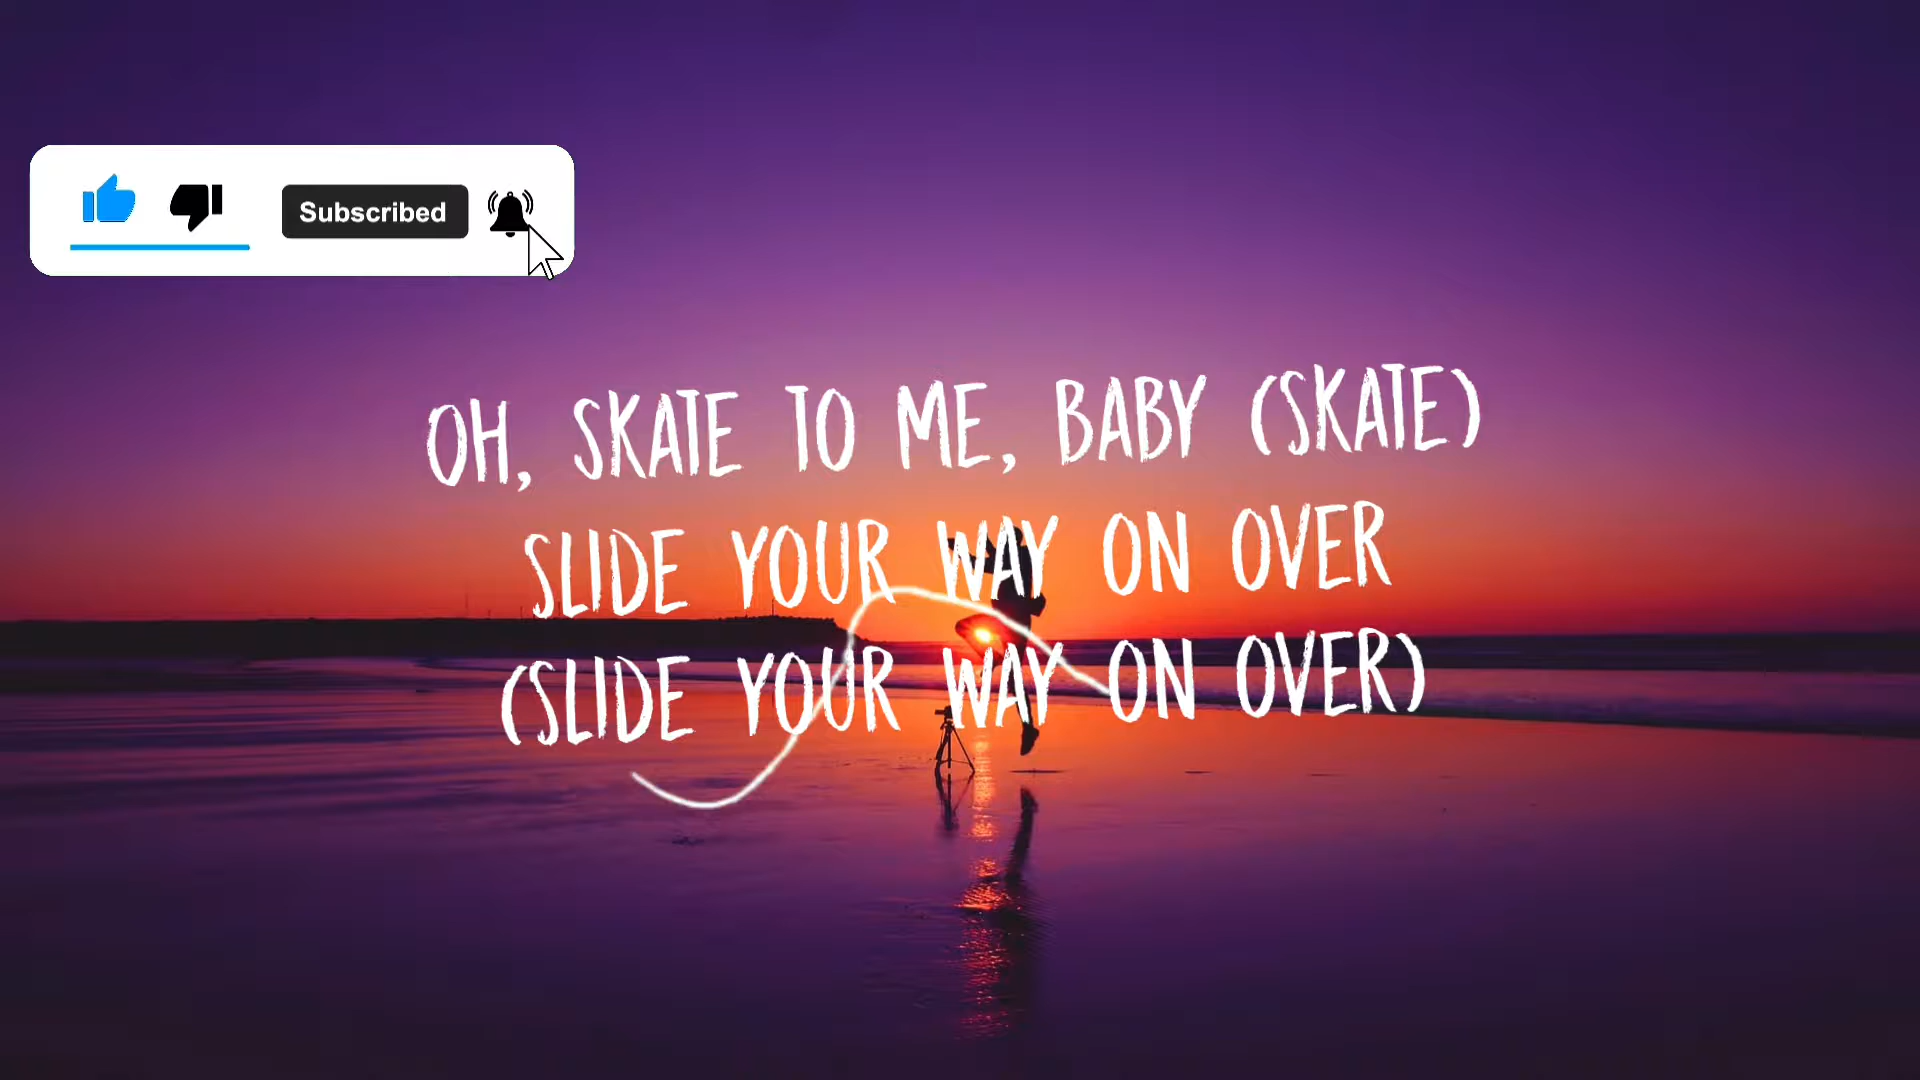 Subscribed
OH, SKATE TO ME, BABY (SKATE)
SLIDE YOUR WAY ON OVER
(SLIDE YOUR WAY ON OVER)